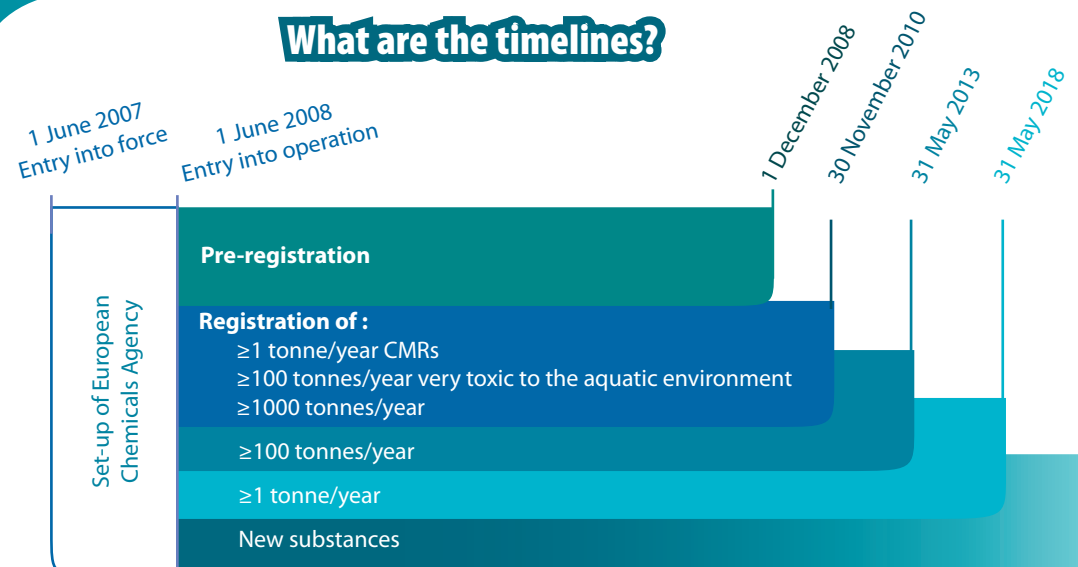 What are the timelines?
1 June 2007
Entry into force
1 June 2008
Entry into operation
1 December 2008
30 November 2010
31 May 2013
31 May 2018
Set-up of European
Chemicals Agency
Pre-registration
Registration of :
≥1 tonne/year CMRs
≥100 tonnes/year very toxic to the aquatic environment
≥1000 tonnes/year
≥100 tonnes/year
≥1 tonne/year
New substances